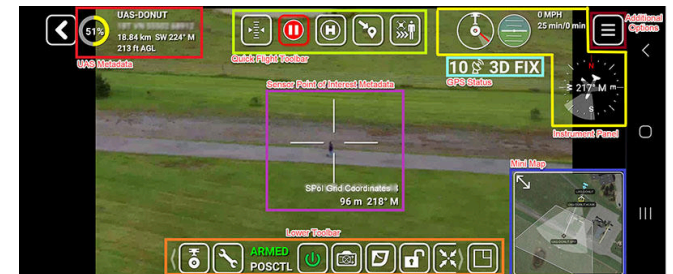 51%
UAS-DONUT
18.84 km SW 224° M
213 ft AGL
UAS Metadata
Quick Flight Toolbar
H
0 MPH
25 min/0 min
Additional Options
10 3D FIX
GPS Status
Sensor Point of Interest Metadata
N
217° M
S
Instrument Panel
SPoI Grid Coordinates
96 m 218° M
Mini Map
Lower Toolbar
ARMED
POSCTL